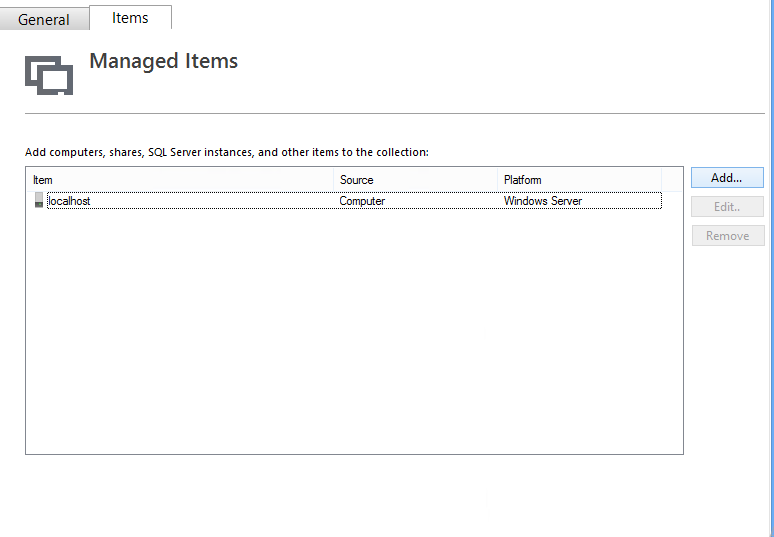 General Items
Managed Items
Add computers, shares, SQL Server instances, and other items to the collection:
Item Source Platform
localhost Computer Windows Server
Add...
Edit..
Remove